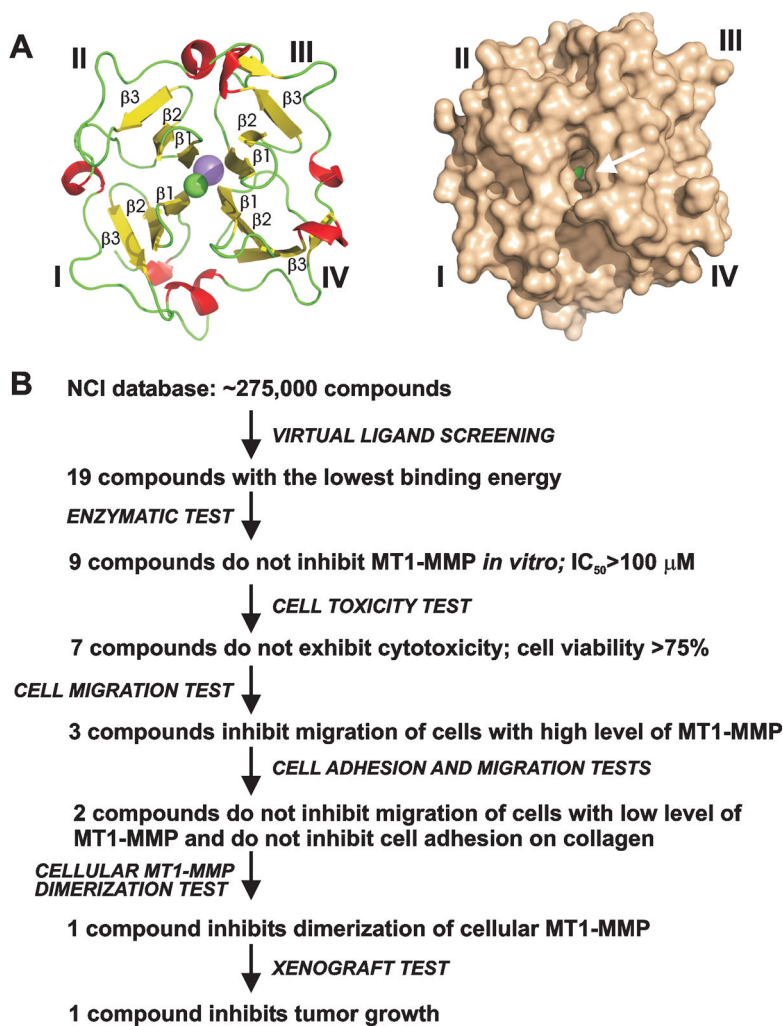 A
II
III
β3
β3
β2
β2
β1
β1
β1
β1
β2
β2
β3
β3
I
IV
II
III
I
IV
B
NCI database: ~275,000 compounds
VIRTUAL LIGAND SCREENING
19 compounds with the lowest binding energy
ENZYMATIC TEST
9 compounds do not inhibit MT1-MMP in vitro; IC₅₀>100 μM
CELL TOXICITY TEST
7 compounds do not exhibit cytotoxicity; cell viability >75%
CELL MIGRATION TEST
3 compounds inhibit migration of cells with high level of MT1-MMP
CELL ADHESION AND MIGRATION TESTS
2 compounds do not inhibit migration of cells with low level of
MT1-MMP and do not inhibit cell adhesion on collagen
CELLULAR MT1-MMP
DIMERIZATION TEST
1 compound inhibits dimerization of cellular MT1-MMP
XENOGRAFT TEST
1 compound inhibits tumor growth